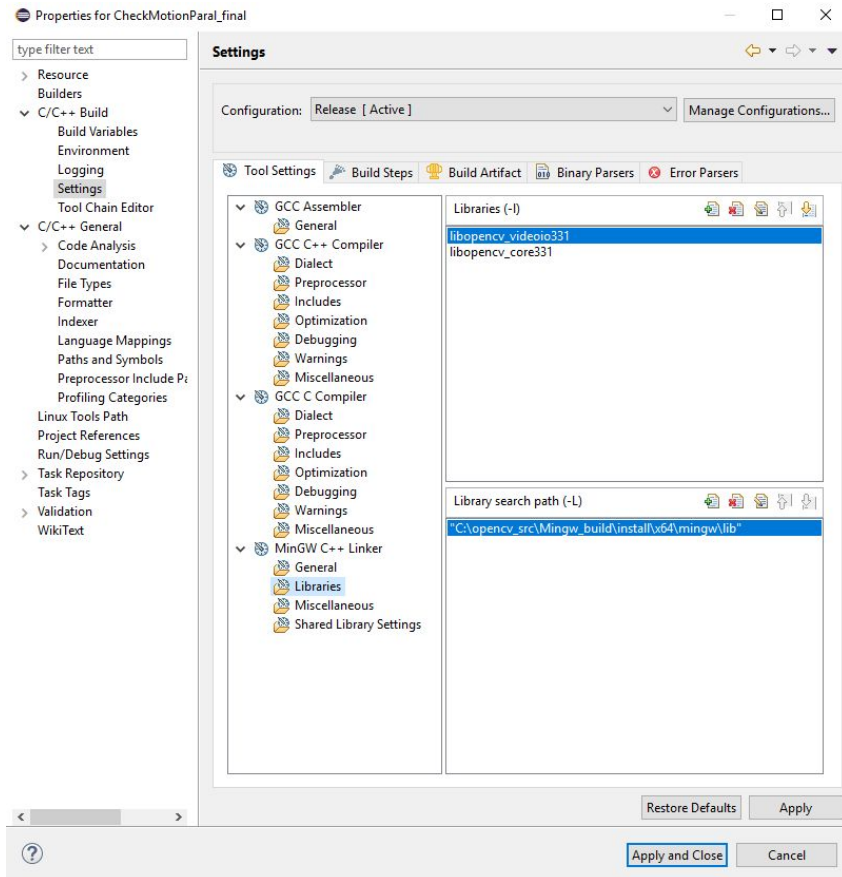 Properties for CheckMotionParal_final
type filter text
Resource
Builders
C/C++ Build
Build Variables
Environment
Logging
Settings
Tool Chain Editor
C/C++ General
Code Analysis
Documentation
File Types
Formatter
Indexer
Language Mappings
Paths and Symbols
Preprocessor Include Pa
Profiling Categories
Linux Tools Path
Project References
Run/Debug Settings
Task Repository
Task Tags
Validation
WikiText
Settings
Configuration: Release [ Active ] Manage Configurations...
Tool Settings Build Steps Build Artifact Binary Parsers Error Parsers
GCC Assembler
General
GCC C++ Compiler
Dialect
Preprocessor
Includes
Optimization
Debugging
Warnings
Miscellaneous
GCC C Compiler
Dialect
Preprocessor
Includes
Optimization
Debugging
Warnings
Miscellaneous
MinGW C++ Linker
General
Libraries
Miscellaneous
Shared Library Settings
Libraries (-l)
libopencv_videoio331
libopencv_core331
Library search path (-L)
"C:\opencv_src\Mingw_build\install\x64\mingw\lib"
Restore Defaults Apply
Apply and Close Cancel